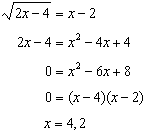 √(2x−4) = x−2
2x−4 = x²−4x+4
0 = x²−6x+8
0 = (x−4)(x−2)
x = 4,2